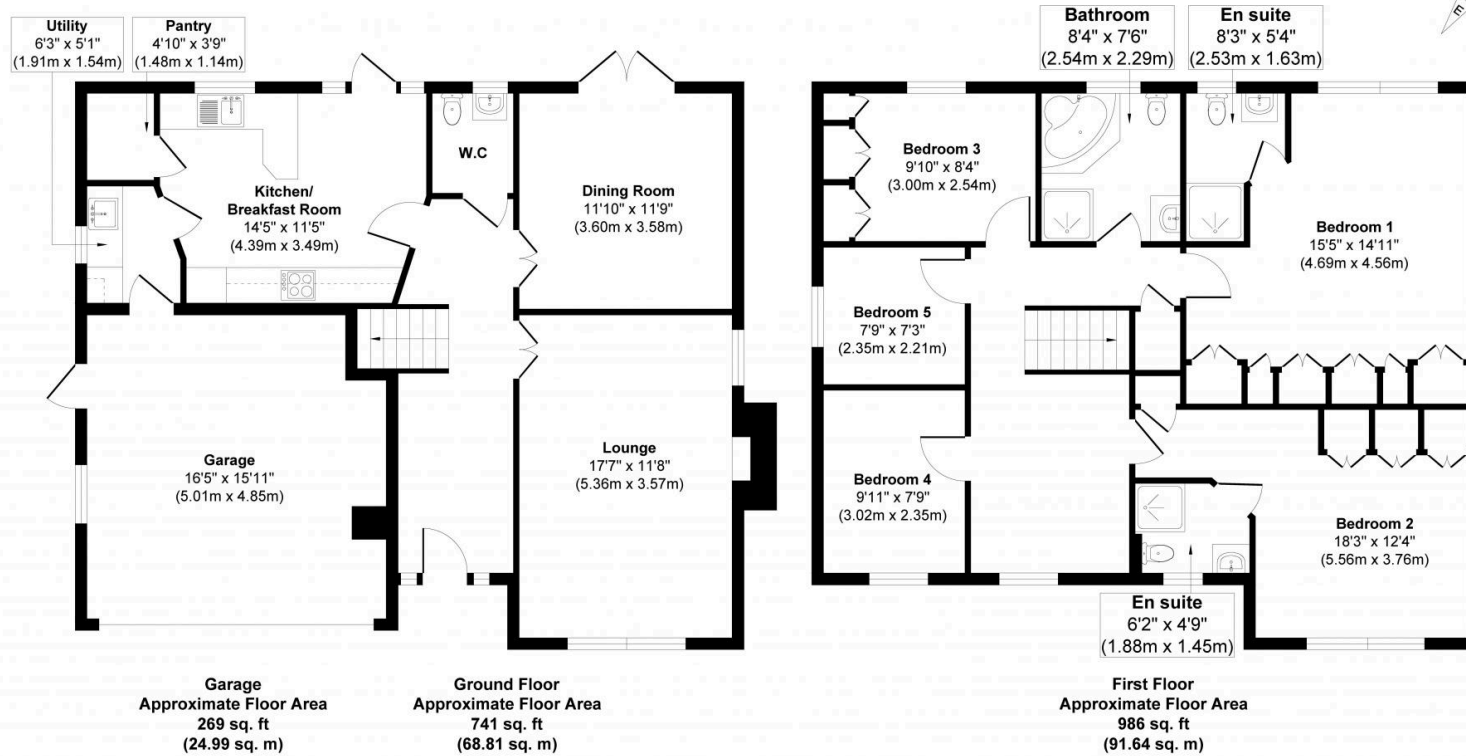 Utility
6'3" x 5'1"
(1.91m x 1.54m)
Pantry
4'10" x 3'9"
(1.48m x 1.14m)
Kitchen/
Breakfast Room
14'5" x 11'5"
(4.39m x 3.49m)
W.C
Dining Room
11'10" x 11'9"
(3.60m x 3.58m)
Garage
16'5" x 15'11"
(5.01m x 4.85m)
Lounge
17'7" x 11'8"
(5.36m x 3.57m)
Garage
Approximate Floor Area
269 sq. ft
(24.99 sq. m)
Ground Floor
Approximate Floor Area
741 sq. ft
(68.81 sq. m)
Bathroom
8'4" x 7'6"
(2.54m x 2.29m)
En suite
8'3" x 5'4"
(2.53m x 1.63m)
E
Bedroom 3
9'10" x 8'4"
(3.00m x 2.54m)
Bedroom 1
15'5" x 14'11"
(4.69m x 4.56m)
Bedroom 5
7'9" x 7'3"
(2.35m x 2.21m)
Bedroom 4
9'11" x 7'9"
(3.02m x 2.35m)
Bedroom 2
18'3" x 12'4"
(5.56m x 3.76m)
En suite
6'2" x 4'9"
(1.88m x 1.45m)
First Floor
Approximate Floor Area
986 sq. ft
(91.64 sq. m)